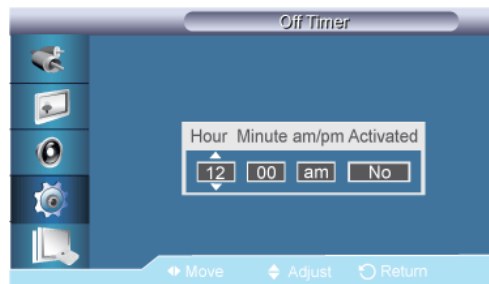 Off Timer
Hour Minute am/pm Activated
12 00 am No
Move Adjust Return